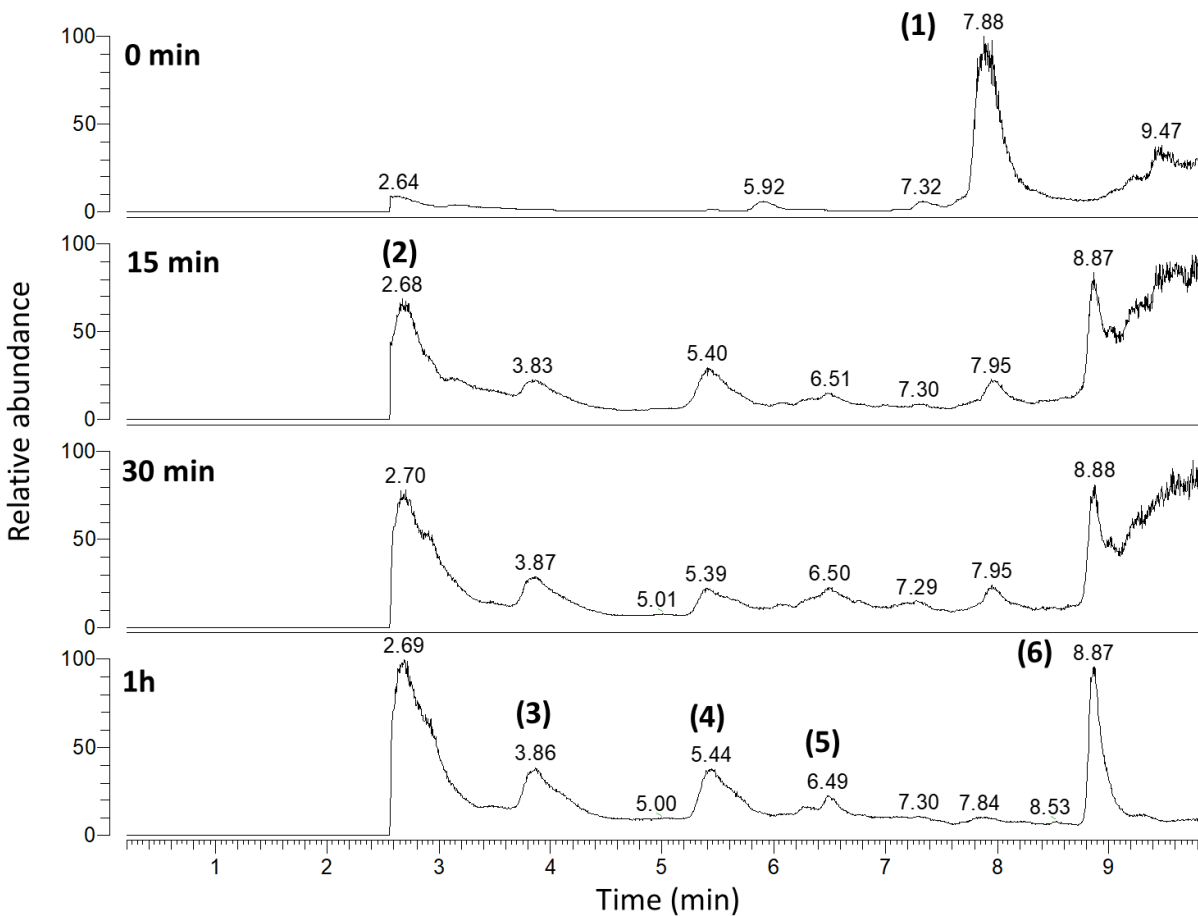 (1) 7.88
100
0 min
50
9.47
2.64 5.92 7.32
0
100
(2) 8.87
15 min
2.68
50
3.83 5.40 6.51 7.30 7.95
0
100
30 min
2.70 8.88
50
3.87 5.01 5.39 6.50 7.29 7.95
0
100
2.69 (6) 8.87
1h
(3) (4) (5)
50
3.86 5.00 5.44 6.49 7.30 7.84 8.53
0
1 2 3 4 5 6 7 8 9
Time (min)
Relative abundance